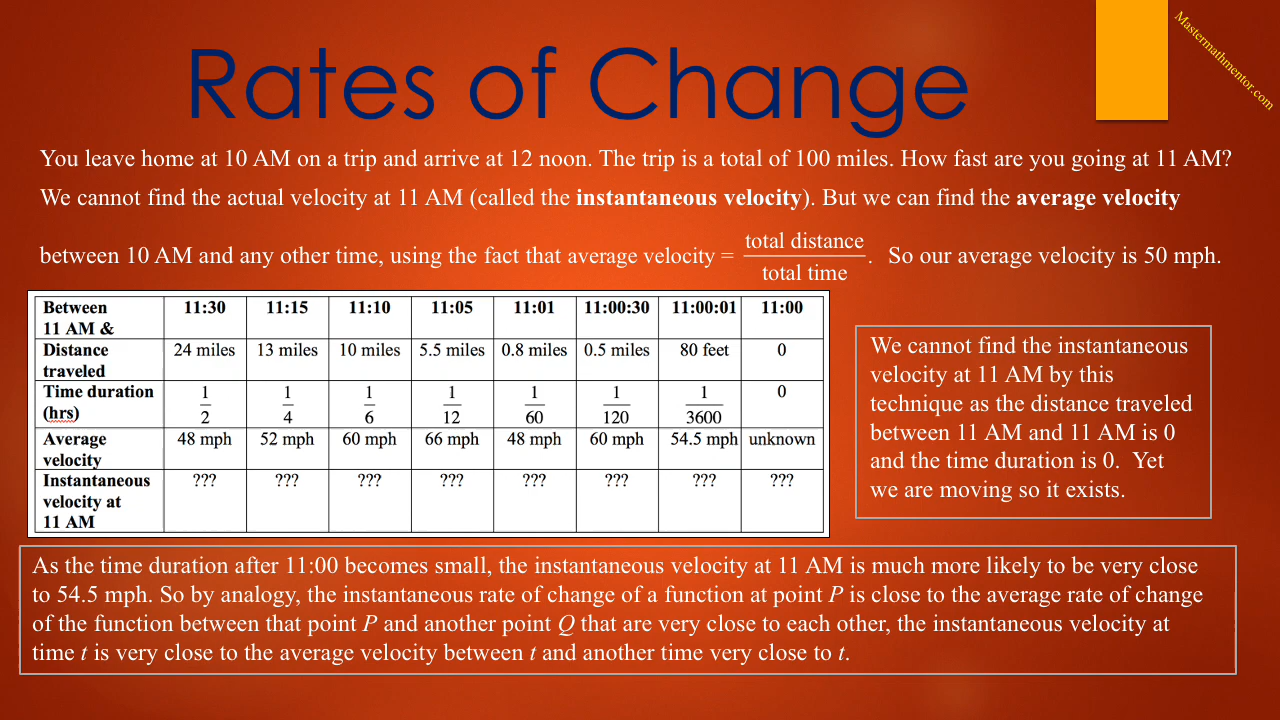 Mastermathmentor.com
Rates of Change
You leave home at 10 AM on a trip and arrive at 12 noon. The trip is a total of 100 miles. How fast are you going at 11 AM?
We cannot find the actual velocity at 11 AM (called the instantaneous velocity). But we can find the average velocity
between 10 AM and any other time, using the fact that average velocity = total distance / total time. So our average velocity is 50 mph.
Between 11 AM & 11:30 11:15 11:10 11:05 11:01 11:00:30 11:00:01 11:00
Distance traveled 24 miles 13 miles 10 miles 5.5 miles 0.8 miles 0.5 miles 80 feet 0
Time duration (hrs) 1/2 1/4 1/6 1/12 1/60 1/120 1/3600 0
Average velocity 48 mph 52 mph 60 mph 66 mph 48 mph 60 mph 54.5 mph unknown
Instantaneous velocity at 11 AM ??? ??? ??? ??? ??? ??? ??? ???
We cannot find the instantaneous
velocity at 11 AM by this
technique as the distance traveled
between 11 AM and 11 AM is 0
and the time duration is 0. Yet
we are moving so it exists.
As the time duration after 11:00 becomes small, the instantaneous velocity at 11 AM is much more likely to be very close
to 54.5 mph. So by analogy, the instantaneous rate of change of a function at point P is close to the average rate of change
of the function between that point P and another point Q that are very close to each other, the instantaneous velocity at
time t is very close to the average velocity between t and another time very close to t.